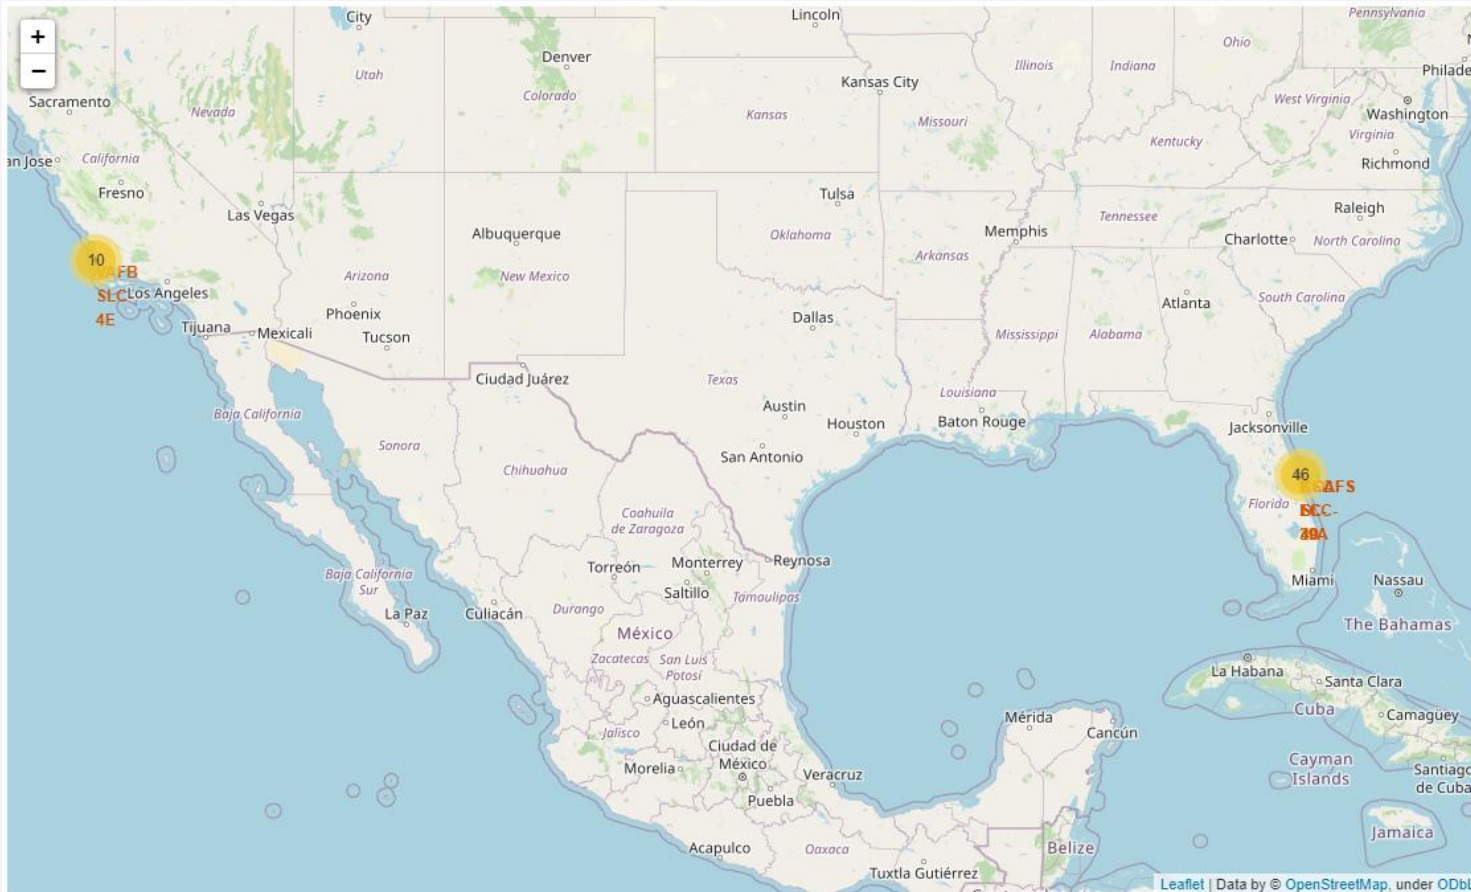 +
−
City
Lincoln
Pennsylvania
Ohio
Denver
Illinois
Indiana
Utah
Kansas City
Sacramento
Colorado
Nevada
Kansas
West Virginia
Washington
Missouri
Virginia
Kentucky
an Jose
California
Richmond
Fresno
Tulsa
Las Vegas
Raleigh
Tennessee
Albuquerque
Oklahoma
Memphis
Charlotte
North Carolina
10
Arkansas
VAFB
Arizona
New Mexico
SLC-
Los Angeles
South Carolina
Atlanta
4E
Phoenix
Dallas
Tijuana
Mexicali
Tucson
Mississippi
Alabama
Ciudad Juárez
Texas
Louisiana
Austin
Baja California
Houston
Baton Rouge
Jacksonville
Sonora
San Antonio
Chihuahua
46
AFS
Florida
Coahuila
de Zaragoza
Monterrey
Reynosa
Torreón
Baja California
Sur
Miami
Nassau
Saltillo
Tamaulipas
La Paz
Culiacán
Durango
The Bahamas
México
Zacatecas
San Luis
Potosí
La Habana
Santa Clara
Aguascalientes
Cuba
Camagüey
León
Mérida
Jalisco
Cancún
Ciudad de
México
Cayman
Islands
Morelia
Veracruz
Santiago
de Cuba
Puebla
Jamaica
Acapulco
Oaxaca
Belize
Tuxtla Gutiérrez
Leaflet | Data by © OpenStreetMap, under ODbL